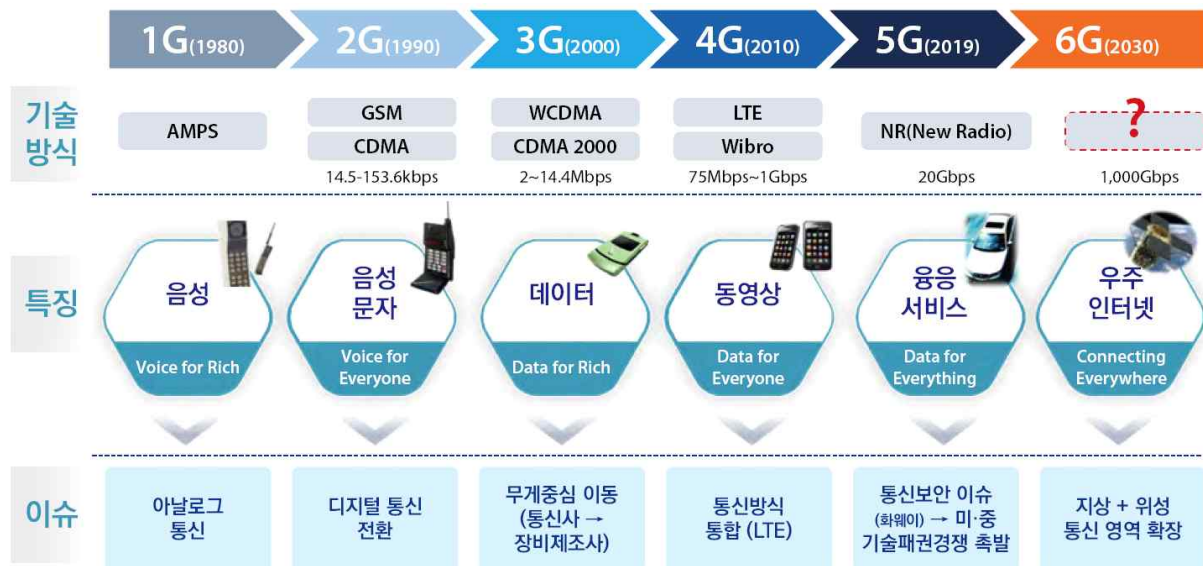 1G(1980)
2G(1990)
3G(2000)
4G(2010)
5G(2019)
6G(2030)
기술
방식
AMPS
GSM
CDMA
14.5-153.6kbps
WCDMA
CDMA 2000
2~14.4Mbps
LTE
Wibro
75Mbps~1Gbps
NR(New Radio)
20Gbps
?
1,000Gbps
특징
음성
Voice for Rich
음성
문자
Voice for
Everyone
데이터
Data for Rich
동영상
Data for
Everyone
융응
서비스
Data for
Everything
우주
인터넷
Connecting
Everywhere
이슈
아날로그
통신
디지털 통신
전환
무게중심 이동
(통신사 →
장비제조사)
통신방식
통합 (LTE)
통신보안 이슈
(화웨이) → 미·중
기술패권경쟁 촉발
지상 + 위성
통신 영역 확장